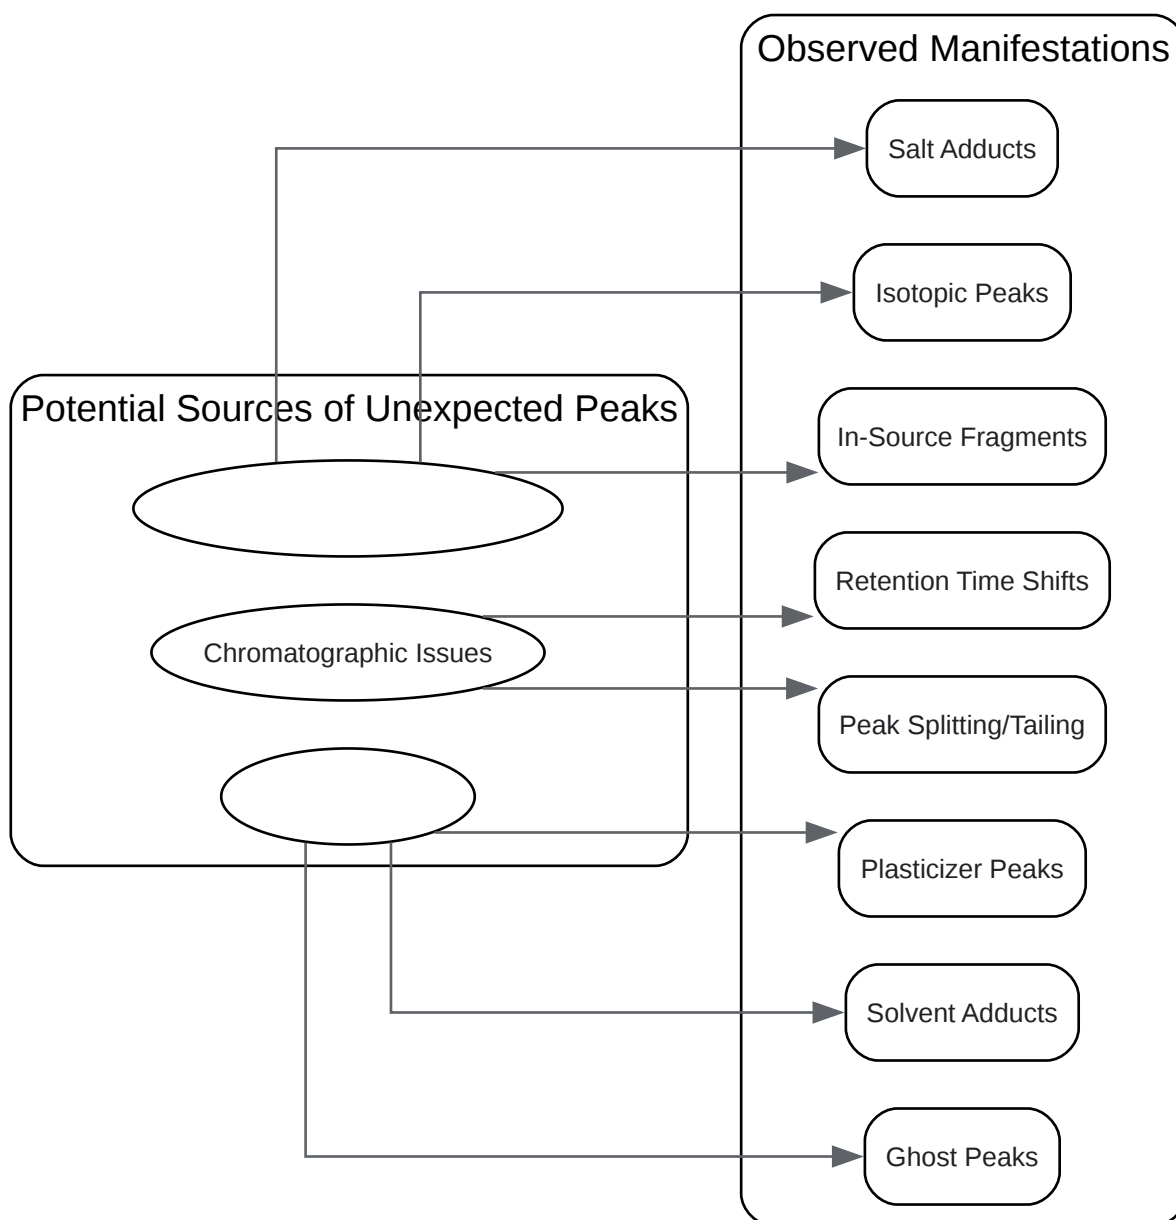 Observed Manifestations
Salt Adducts
Isotopic Peaks
Potential Sources of Unexpected Peaks
In-Source Fragments
Retention Time Shifts
Chromatographic Issues
Peak Splitting/Tailing
Plasticizer Peaks
Solvent Adducts
Ghost Peaks